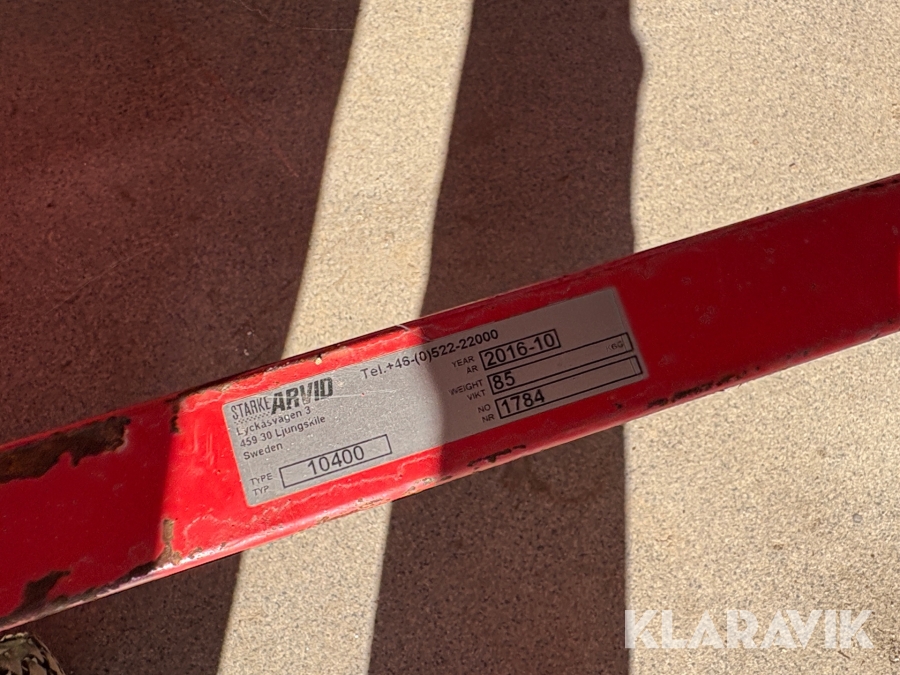 STARKE ARVID
Lyckåsvägen 3
459 30 Ljungskile
Sweden
Tel.+46-(0)522-22000
TYPE
TYP
10400
YEAR
ÅR
2016-10
WEIGHT
VIKT
85
KG
NO
NR
1784
KLARAVIK